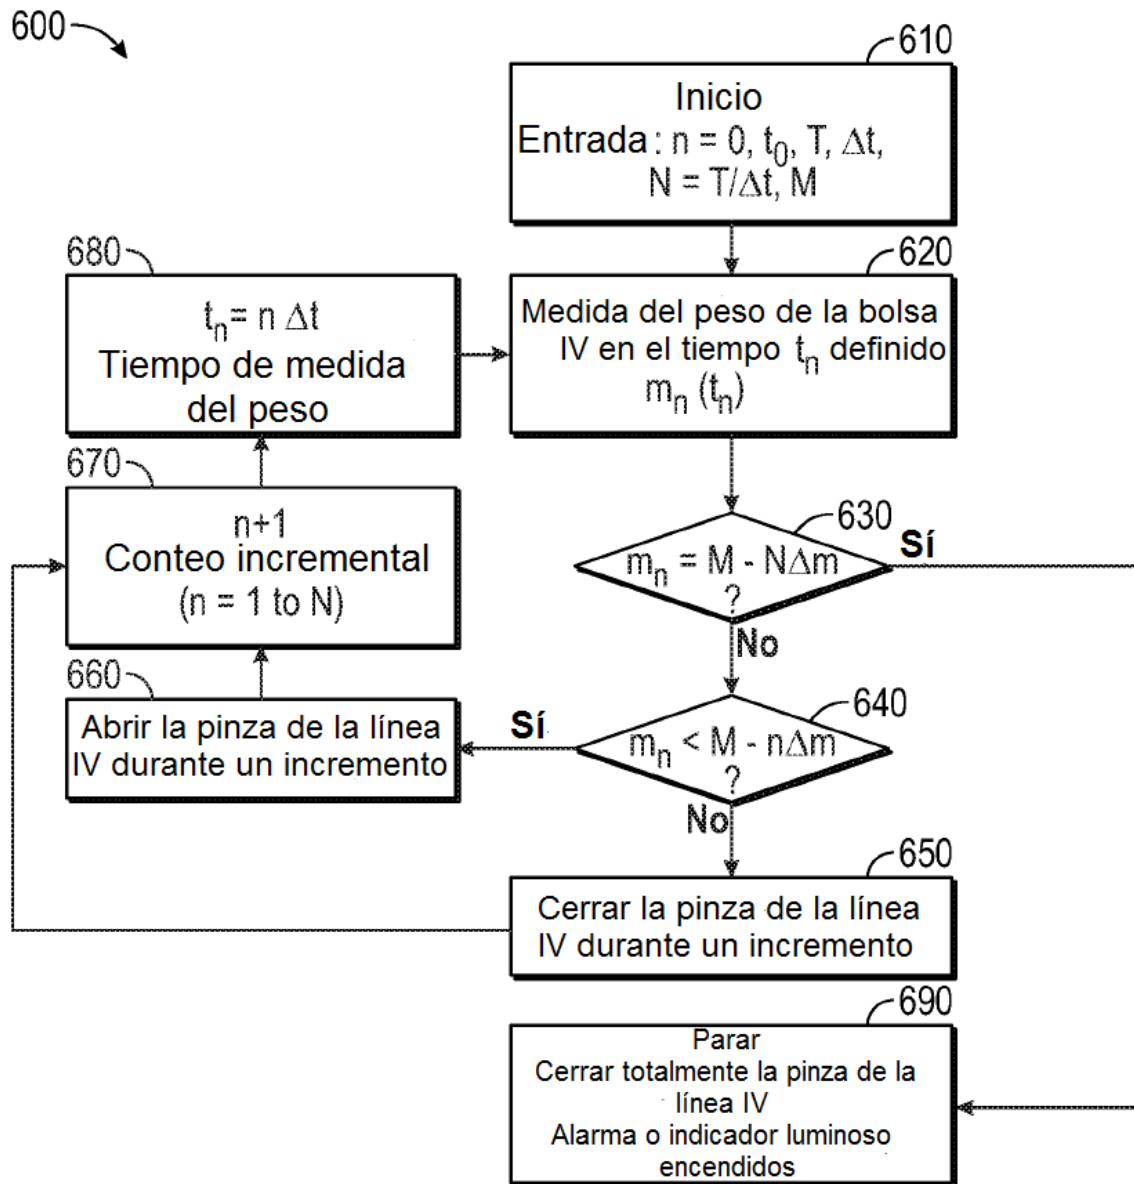 600
610
Inicio
Entrada : n = 0, t₀, T, Δt,
N = T/Δt, M
680
tₙ = n Δt
Tiempo de medida
del peso
620
Medida del peso de la bolsa
IV en el tiempo tₙ definido
mₙ (tₙ)
670
n+1
Conteo incremental
(n = 1 to N)
630
mₙ = M - NΔm
?
Sí
No
660
Abrir la pinza de la línea
IV durante un incremento
Sí
640
mₙ < M - nΔm
?
No
650
Cerrar la pinza de la línea
IV durante un incremento
690
Parar
Cerrar totalmente la pinza de la
línea IV
Alarma o indicador luminoso
encendidos